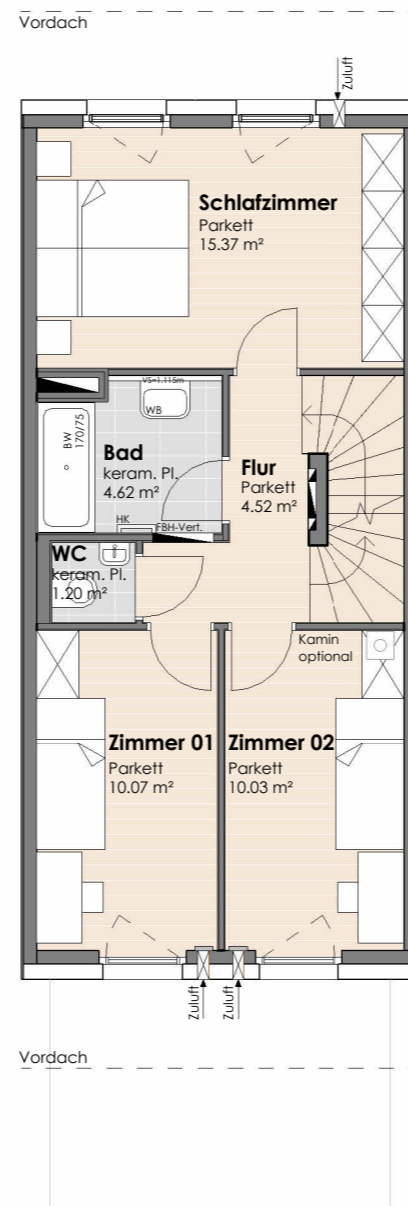 Vordach
Zuluft
Schlafzimmer
Parkett
15.37 m²
VS=1.115m
WB
BW
170/75
Bad
keram. Pl.
4.62 m²
Flur
Parkett
4.52 m²
HK
FBH-Vert.
WC
keram. Pl.
1.20 m²
Kamin
optional
Zimmer 01
Parkett
10.07 m²
Zimmer 02
Parkett
10.03 m²
Zuluft
Zuluft
Vordach